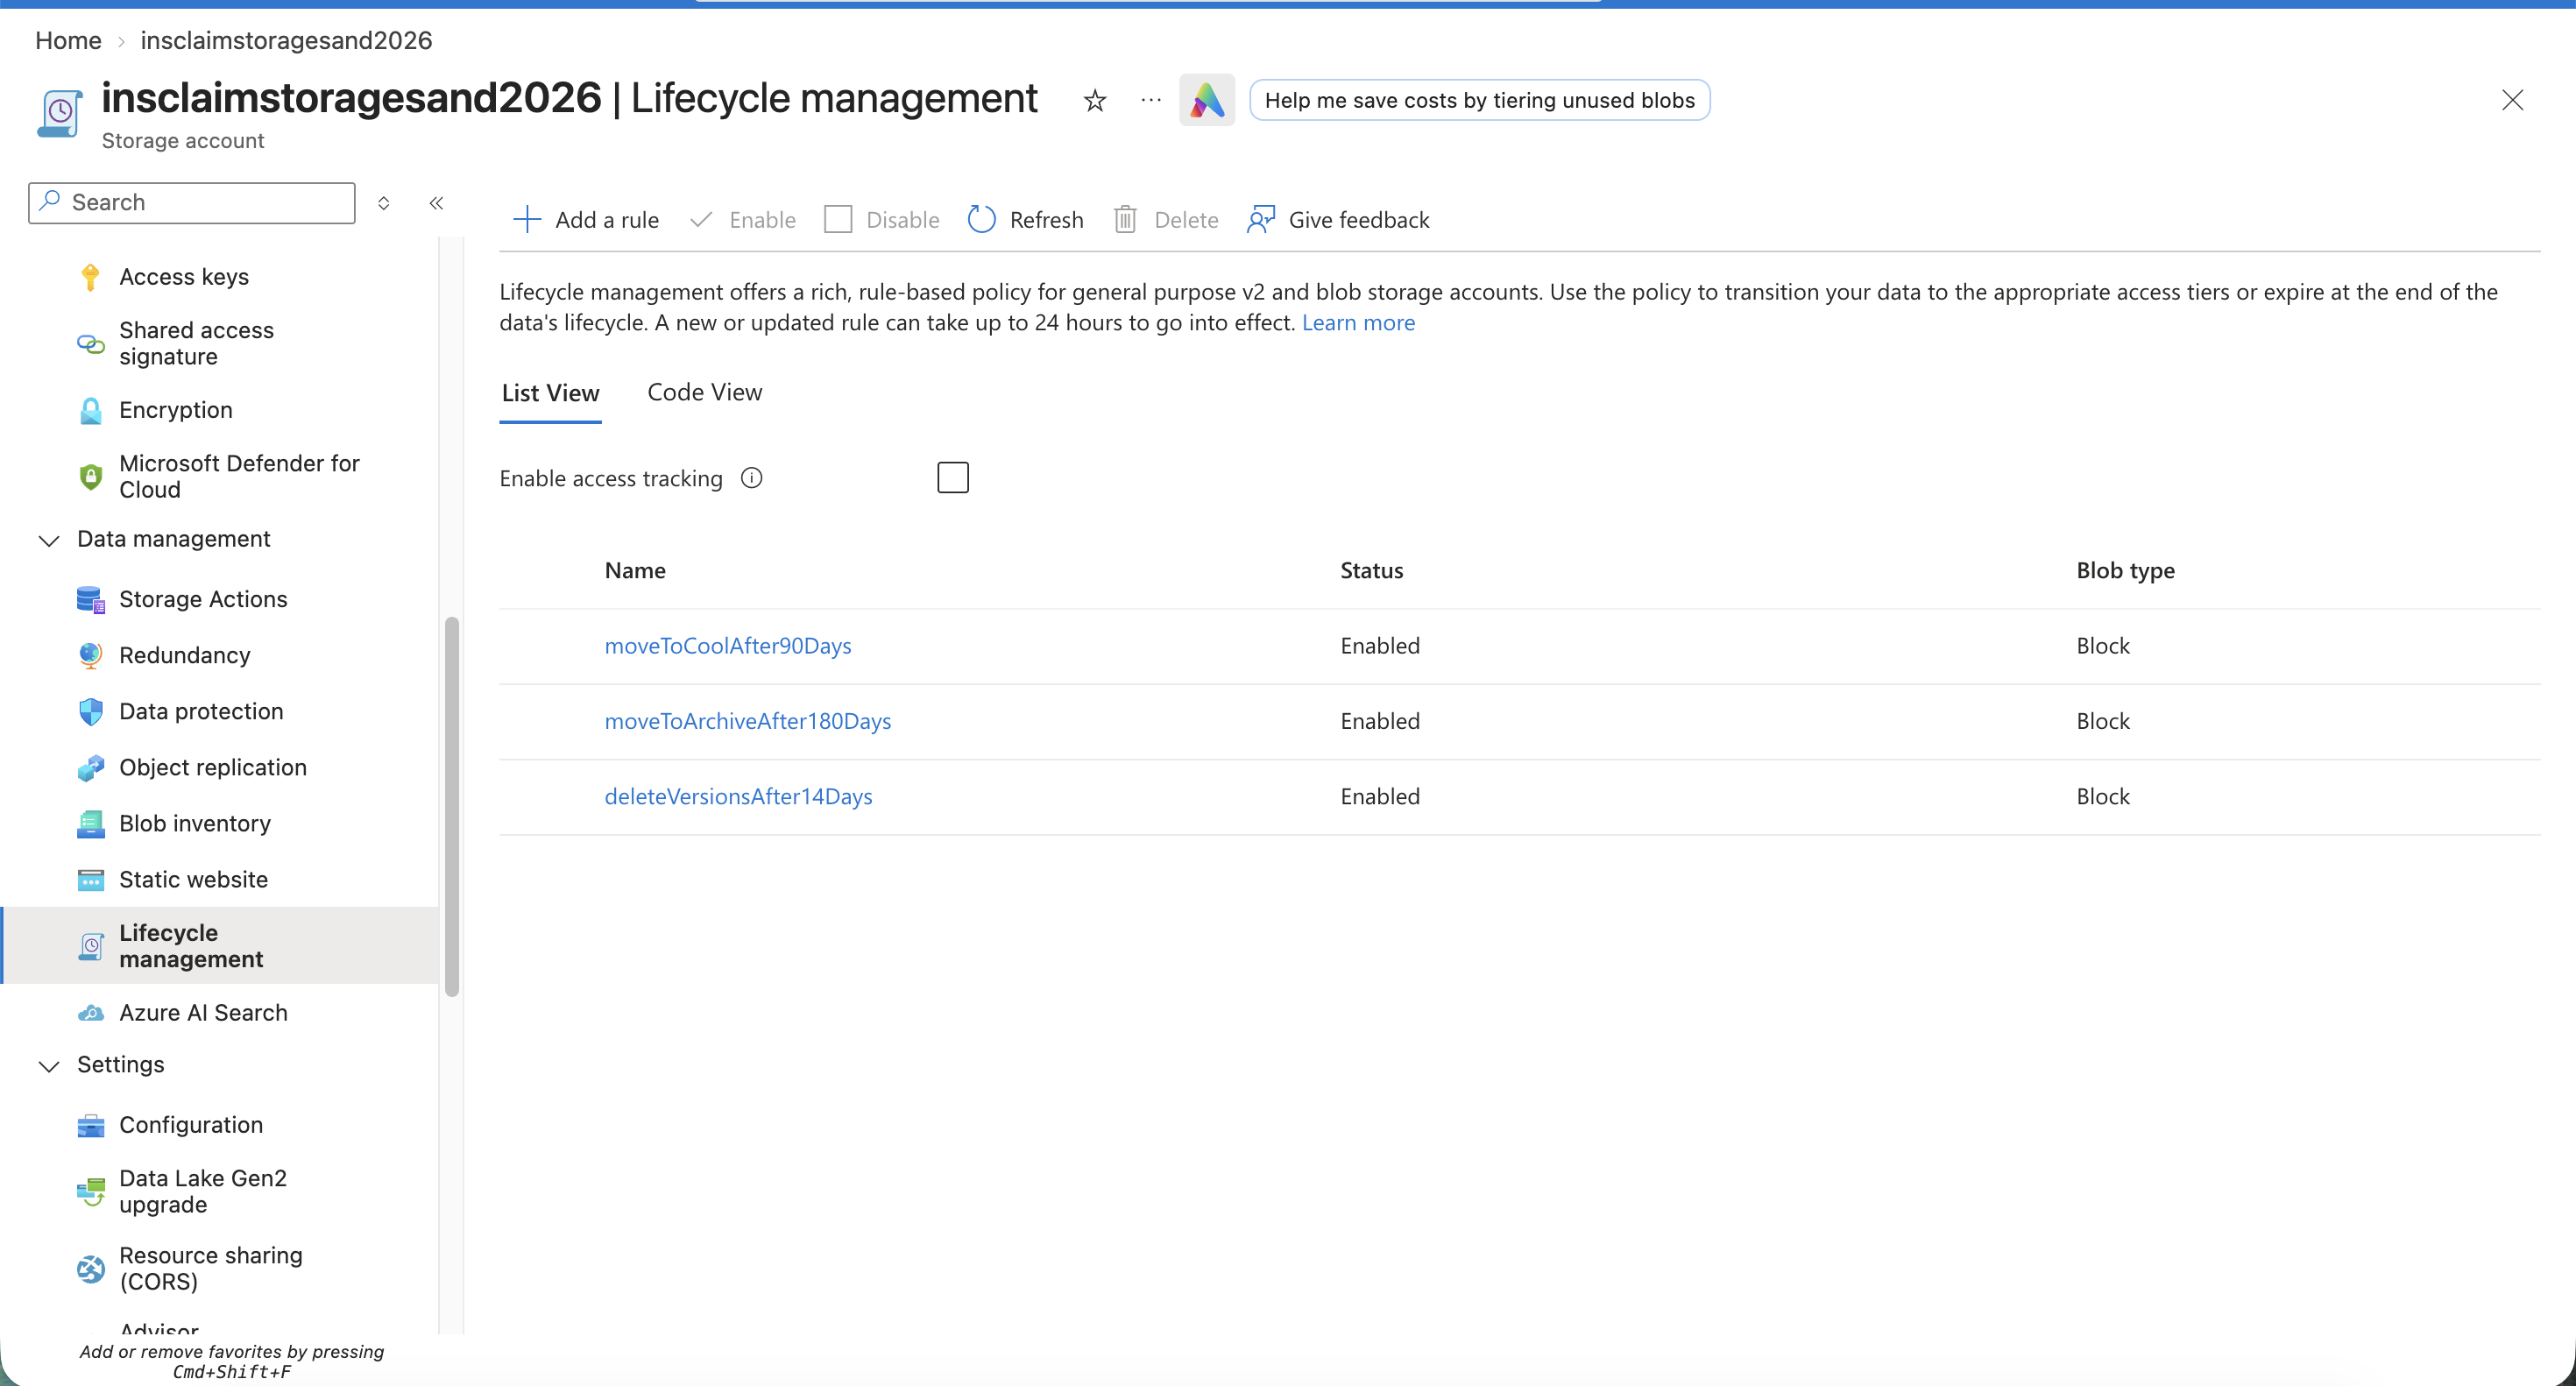 Home > insclaimstoragesand2026
insclaimstoragesand2026 | Lifecycle management
Help me save costs by tiering unused blobs
Storage account
Search
Access keys
Shared access
signature
Encryption
Microsoft Defender for
Cloud
Data management
Storage Actions
Redundancy
Data protection
Object replication
Blob inventory
Static website
Lifecycle
management
Azure AI Search
Settings
Configuration
Data Lake Gen2
upgrade
Resource sharing
(CORS)
Advisor
Add or remove favorites by pressing
Cmd+Shift+F
Add a rule Enable Disable Refresh Delete Give feedback
Lifecycle management offers a rich, rule-based policy for general purpose v2 and blob storage accounts. Use the policy to transition your data to the appropriate access tiers or expire at the end of the
data's lifecycle. A new or updated rule can take up to 24 hours to go into effect. Learn more
List View Code View
Enable access tracking
Name Status Blob type
moveToCoolAfter90Days Enabled Block
moveToArchiveAfter180Days Enabled Block
deleteVersionsAfter14Days Enabled Block